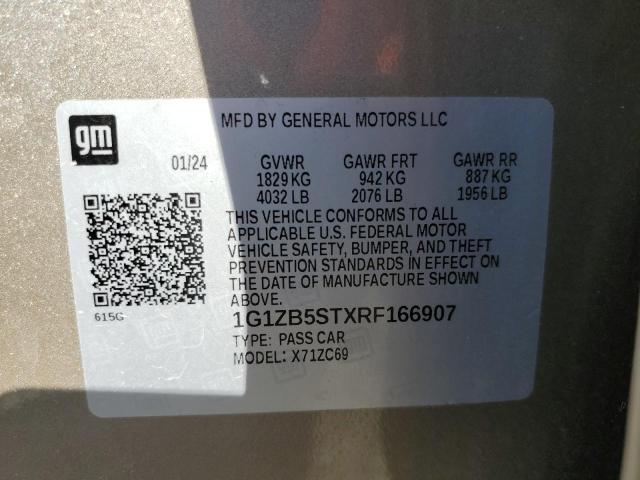 MFD BY GENERAL MOTORS LLC
gm
01/24 GVWR GAWR FRT GAWR RR
1829 KG 942 KG 887 KG
4032 LB 2076 LB 1956 LB
THIS VEHICLE CONFORMS TO ALL
APPLICABLE U.S. FEDERAL MOTOR
VEHICLE SAFETY, BUMPER, AND THEFT
PREVENTION STANDARDS IN EFFECT ON
THE DATE OF MANUFACTURE SHOWN
ABOVE.
615G
1G1ZB5STXRF166907
TYPE: PASS CAR
MODEL: X71ZC69